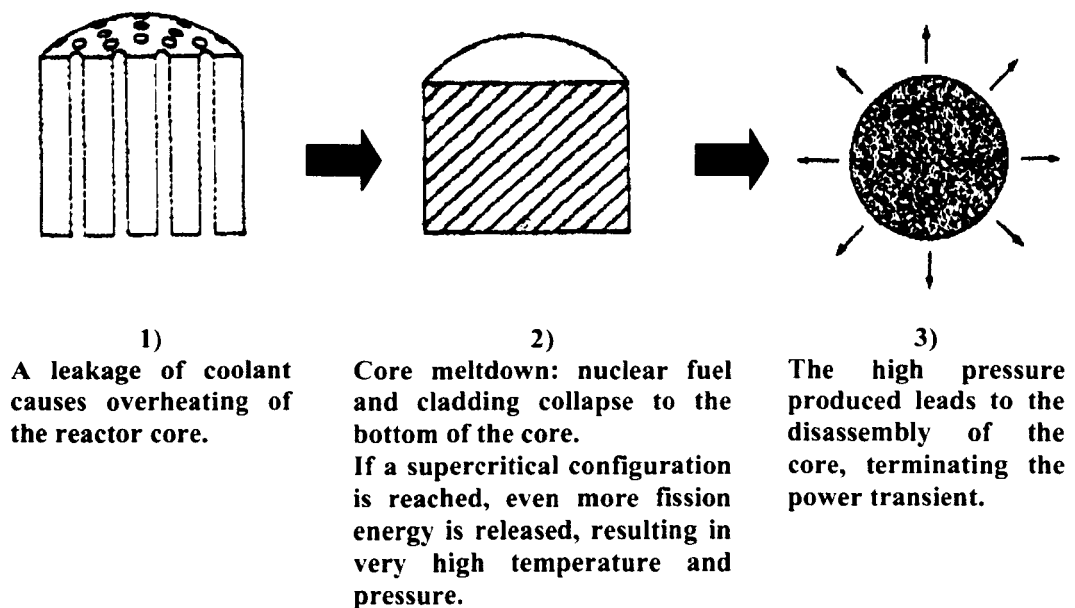 1)
A leakage of coolant
causes overheating of
the reactor core.
2)
Core meltdown: nuclear fuel
and cladding collapse to the
bottom of the core.
If a supercritical configuration
is reached, even more fission
energy is released, resulting in
very high temperature and
pressure.
3)
The high pressure
produced leads to the
disassembly of the
core, terminating the
power transient.